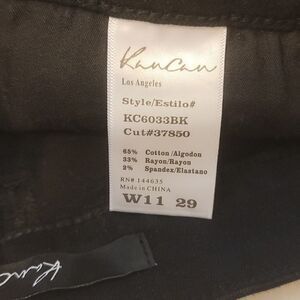 KanCan
Los Angeles
Style/Estilo#
KC6033BK
Cut#37850
65% Cotton/Algodon
33% Rayon/Rayon
2% Spandex/Elastano
RN# 144635
Made in CHINA
W11 29
KanCan